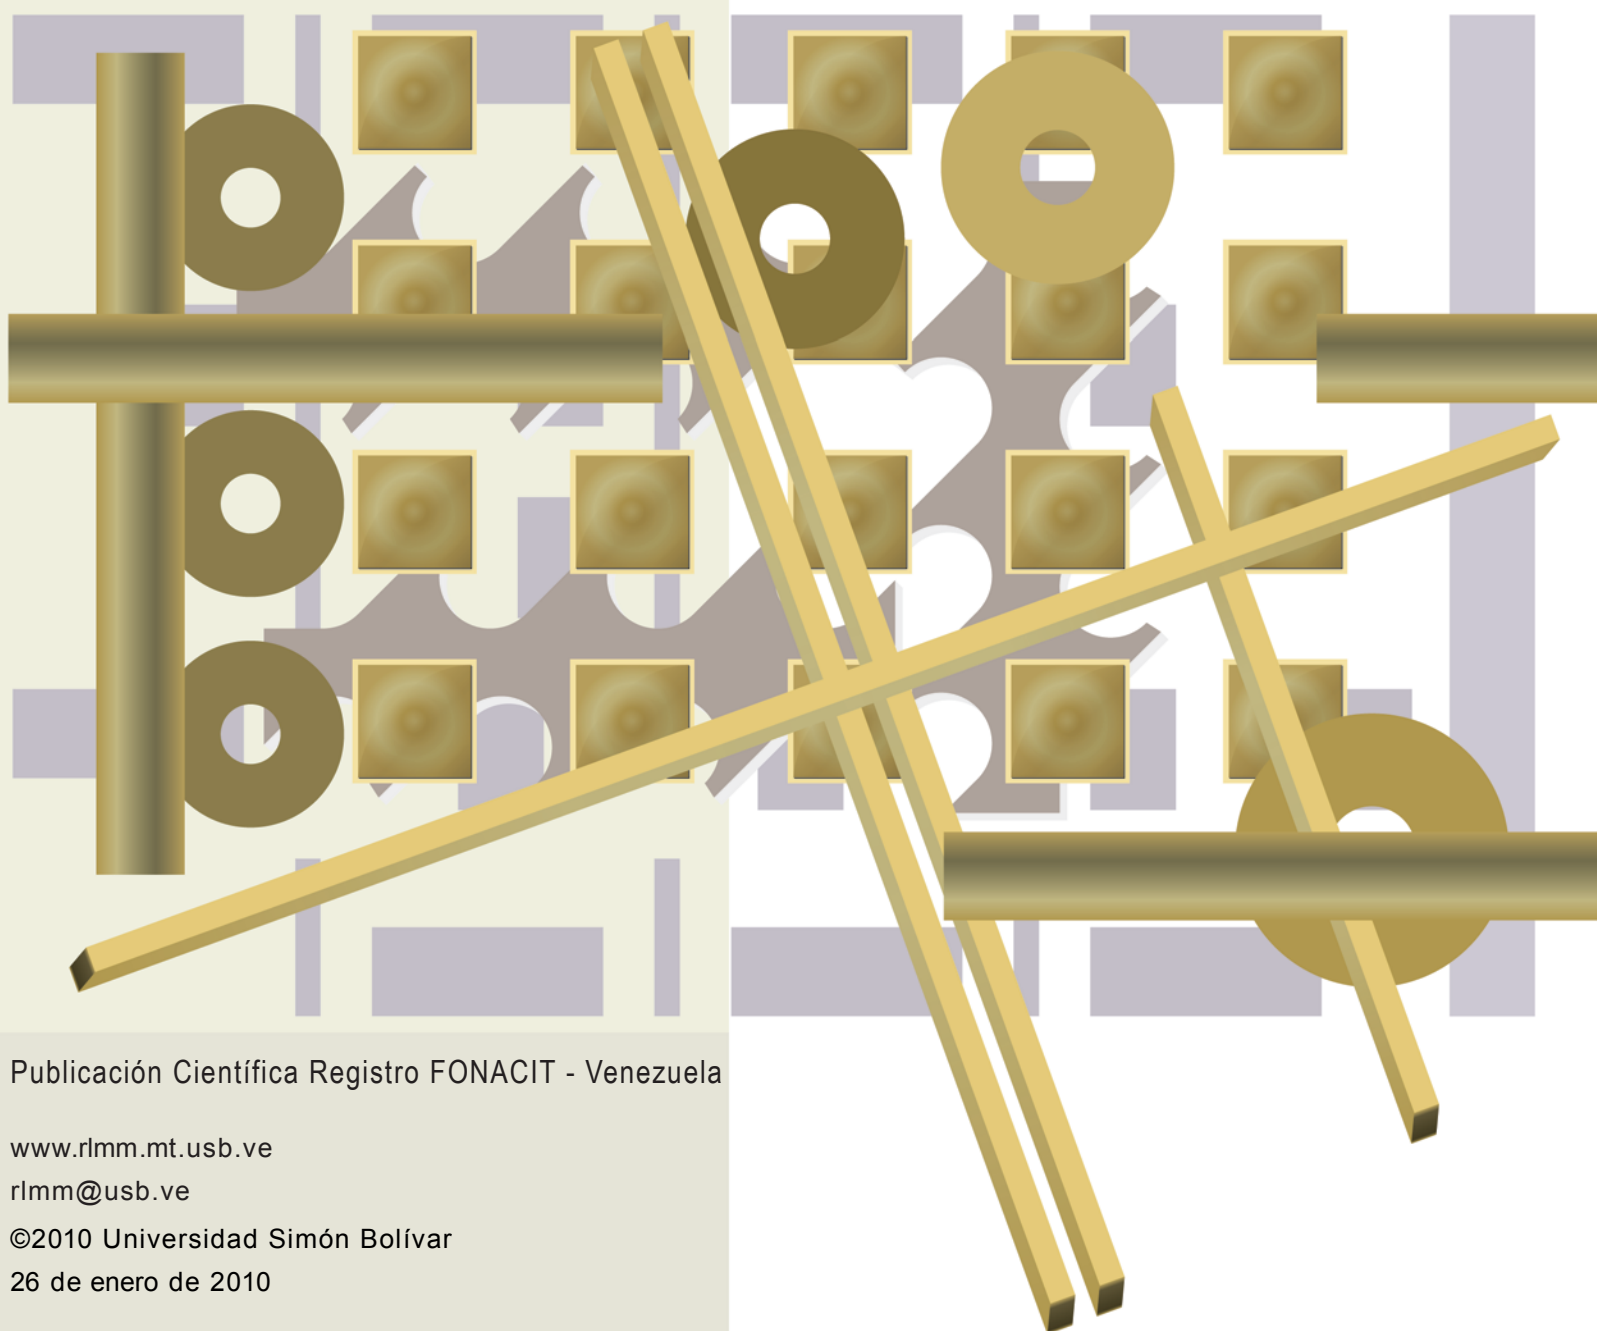 Publicación Científica Registro FONACIT - Venezuela
www.rlmm.mt.usb.ve
rlmm@usb.ve
©2010 Universidad Simón Bolívar
26 de enero de 2010